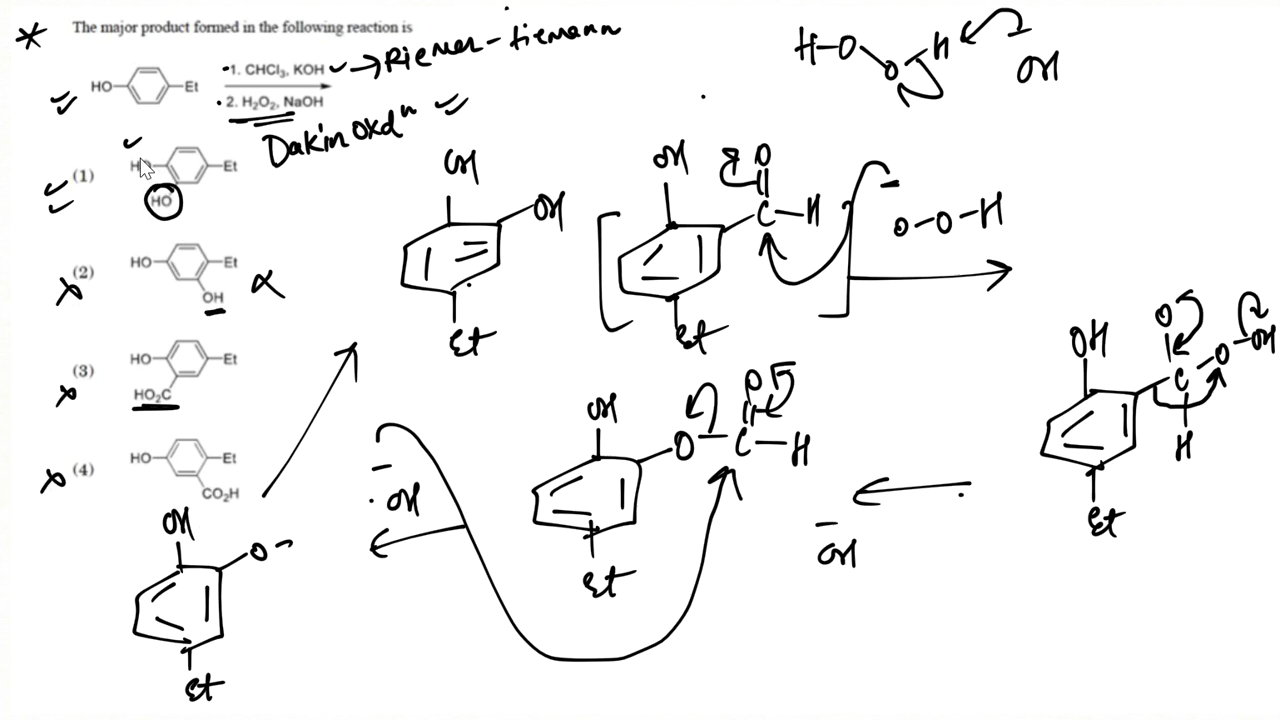 * The major product formed in the following reaction is
→ Riemer-tiemann
HO Et
1. CHCl3, KOH
2. H2O2, NaOH
Dakin Oxdn
H-O O H
OH
(1) H Et
HO
(2) HO Et
OH
(3) HO Et
HO2C
(4) HO Et
CO2H
OH OH
Et
OH O C-H
Et
O-O-H
OH O O-OH
C
H
Et
OH O-C-H
O
Et
OH
OH
OH O-
Et